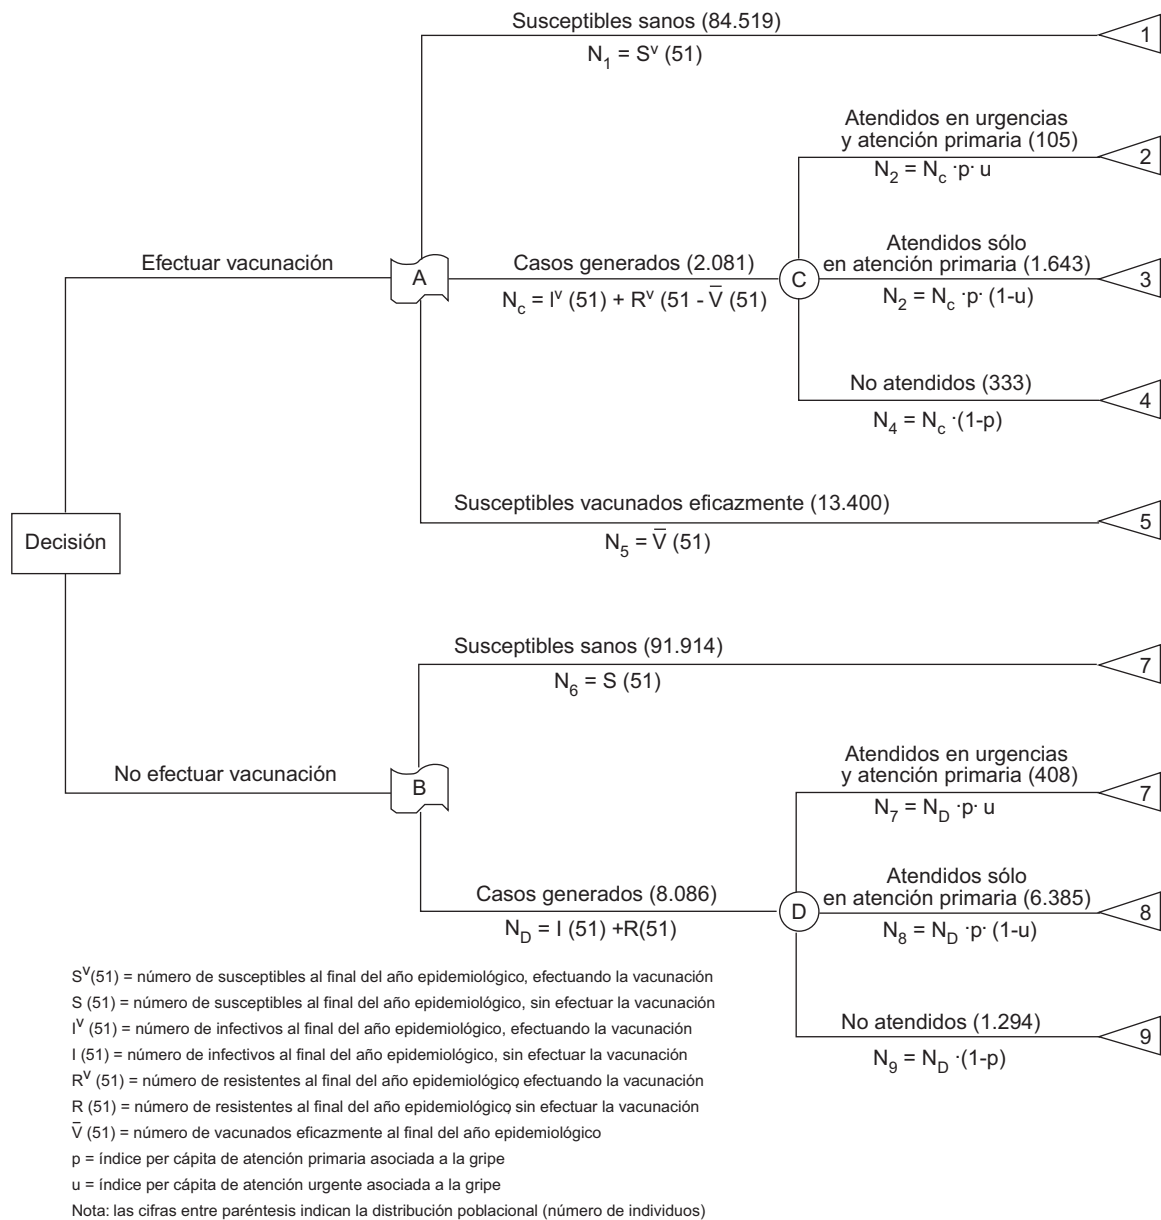 Susceptibles sanos (84.519)
1
N₁ = Sᵛ (51)
Atendidos en urgencias
y atención primaria (105)
2
N₂ = N_c ·p· u
Efectuar vacunación
A
Casos generados (2.081)
N_c = Iᵛ (51) + Rᵛ (51 - V̅ (51)
C
Atendidos sólo
en atención primaria (1.643)
3
N₂ = N_c ·p· (1-u)
No atendidos (333)
4
N₄ = N_c ·(1-p)
Susceptibles vacunados eficazmente (13.400)
5
N₅ = V̅ (51)
Decisión
Susceptibles sanos (91.914)
7
N₆ = S (51)
No efectuar vacunación
B
Atendidos en urgencias
y atención primaria (408)
7
N₇ = N_D ·p· u
Casos generados (8.086)
N_D = I (51) +R(51)
D
Atendidos sólo
en atención primaria (6.385)
8
N₈ = N_D ·p· (1-u)
No atendidos (1.294)
9
N₉ = N_D ·(1-p)
Sᵛ(51) = número de susceptibles al final del año epidemiológico, efectuando la vacunación
S (51) = número de susceptibles al final del año epidemiológico, sin efectuar la vacunación
Iᵛ (51) = número de infectivos al final del año epidemiológico, efectuando la vacunación
I (51) = número de infectivos al final del año epidemiológico, sin efectuar la vacunación
Rᵛ (51) = número de resistentes al final del año epidemiológico, efectuando la vacunación
R (51) = número de resistentes al final del año epidemiológico, sin efectuar la vacunación
V̅ (51) = número de vacunados eficazmente al final del año epidemiológico
p = índice per cápita de atención primaria asociada a la gripe
u = índice per cápita de atención urgente asociada a la gripe
Nota: las cifras entre paréntesis indican la distribución poblacional (número de individuos)